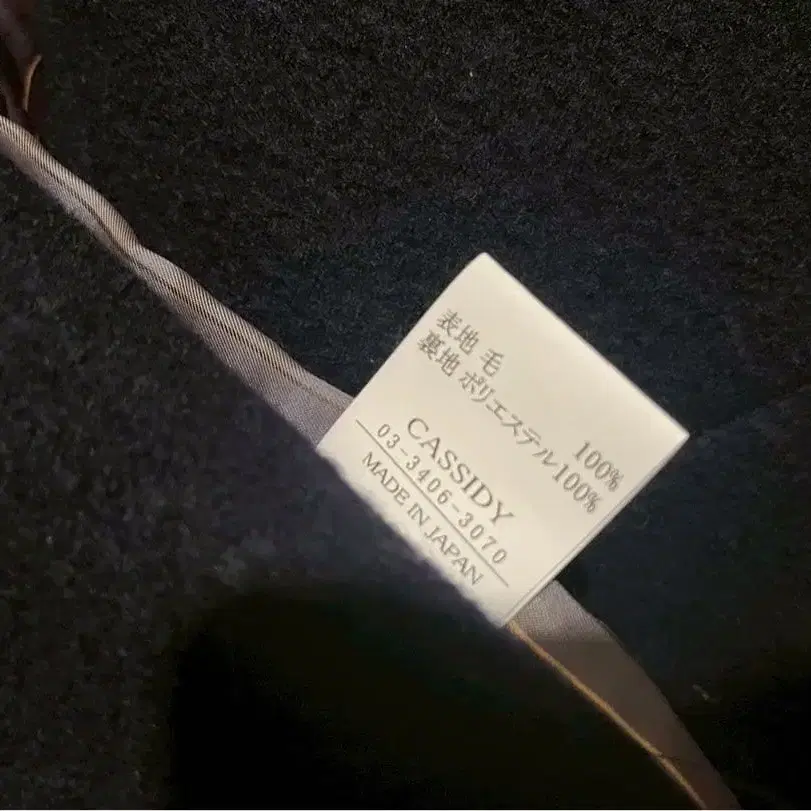 表地 毛 100%
裏地 ポリエステル100%
CASSIDY
03-3406-3070
MADE IN JAPAN